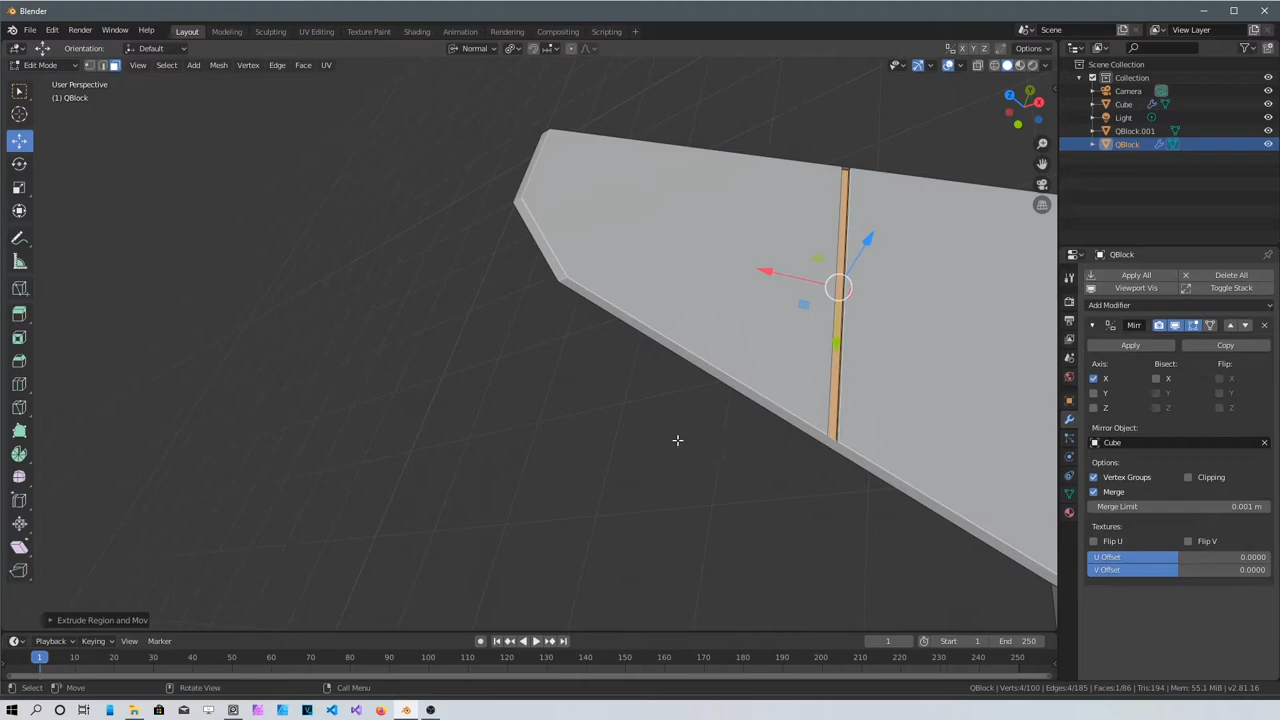 Blender
File Edit Render Window Help Layout Modeling Sculpting UV Editing Texture Paint Shading Animation Rendering Compositing Scripting + Scene View Layer
Orientation: Default Normal X Y Z Options
Edit Mode View Select Add Mesh Vertex Edge Face UV
User Perspective
(1) QBlock
Z Y X
Scene Collection
Collection
Camera
Cube
Light
QBlock.001
QBlock
QBlock
Apply All Delete All
Viewport Vis Toggle Stack
Add Modifier
Mirr
Apply Copy
Axis: Bisect: Flip:
X X X
Y Y Y
Z Z Z
Mirror Object:
Cube
Options:
Vertex Groups Clipping
Merge
Merge Limit 0.001 m
Textures:
Flip U Flip V
U Offset 0.0000
V Offset 0.0000
Extrude Region and Mov
Playback Keying View Marker 1 Start 1 End 250
1 10 20 30 40 50 60 70 80 90 100 110 120 130 140 150 160 170 180 190 200 210 220 230 240 250
Select Move Rotate View Call Menu QBlock | Verts:4/100 | Edges:4/185 | Faces:1/86 | Tris:194 | Mem: 55.1 MiB | v2.81.16